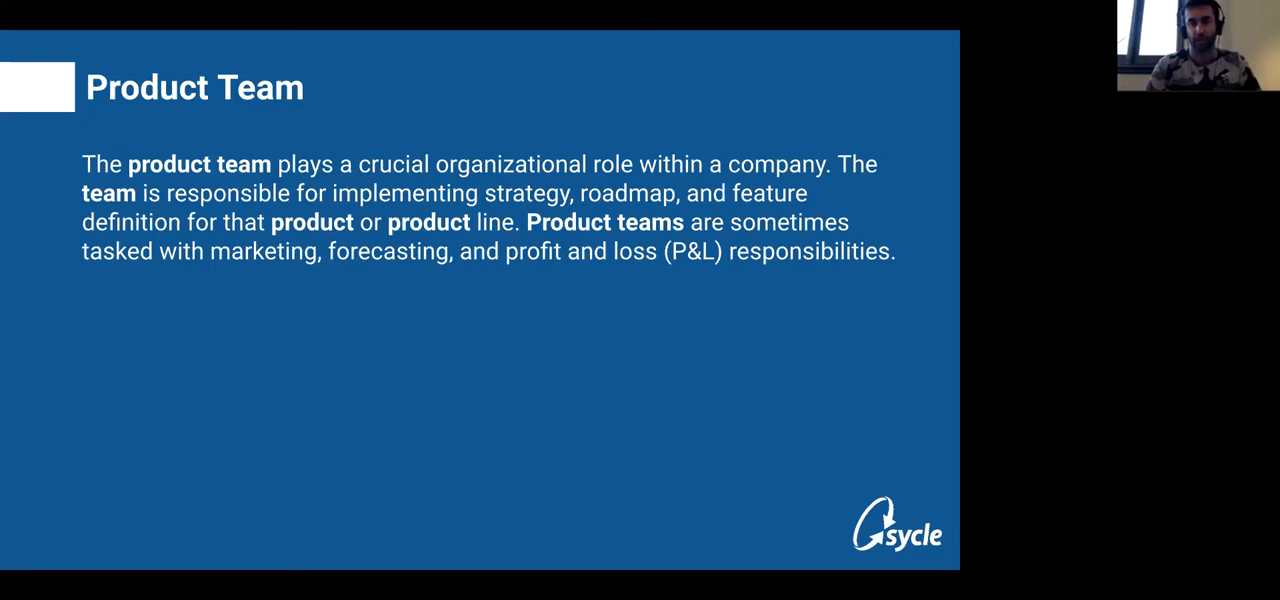 Product Team
The product team plays a crucial organizational role within a company. The
team is responsible for implementing strategy, roadmap, and feature
definition for that product or product line. Product teams are sometimes
tasked with marketing, forecasting, and profit and loss (P&L) responsibilities.
sycle